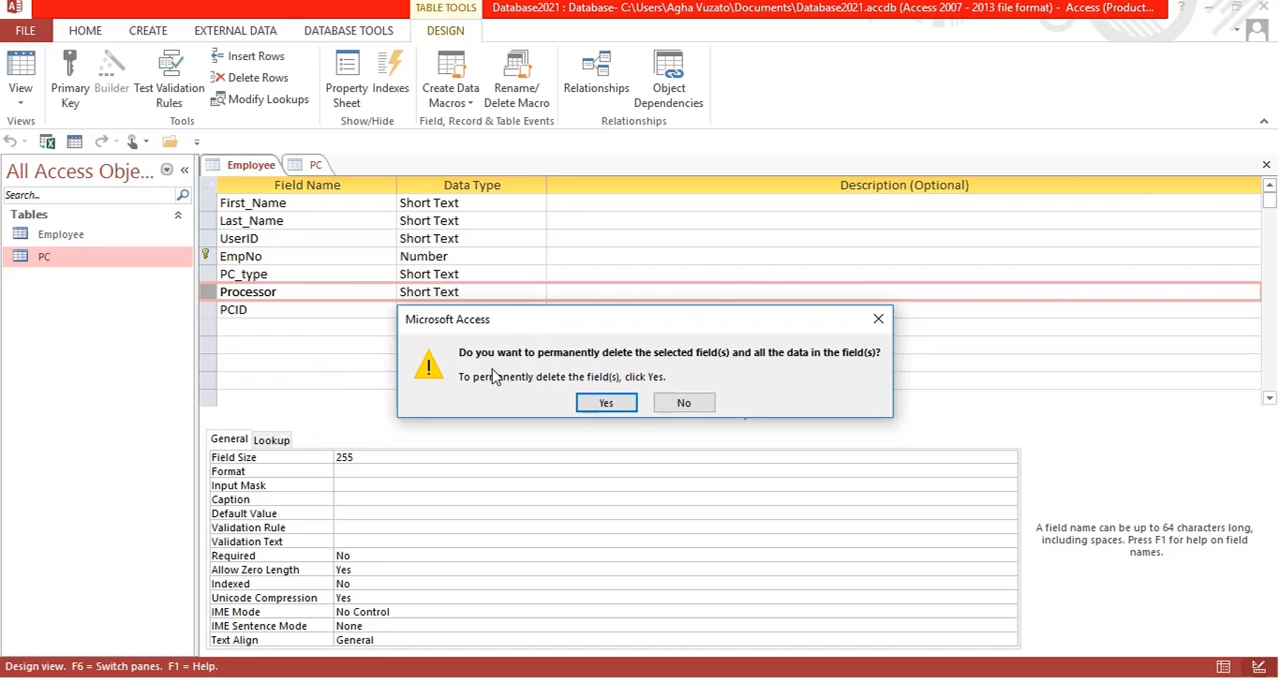 TABLE TOOLS
Database2021 : Database- C:\Users\Agha Vuzato\Documents\Database2021.accdb (Access 2007 - 2013 file format) - Access (Product...
FILE HOME CREATE EXTERNAL DATA DATABASE TOOLS DESIGN
View
Primary Key
Builder
Test Validation Rules
Insert Rows
Delete Rows
Modify Lookups
Property Sheet
Indexes
Create Data Macros
Rename/ Delete Macro
Relationships
Object Dependencies
Views
Tools
Show/Hide
Field, Record & Table Events
Relationships
All Access Obje...
Search...
Tables
Employee
PC
Employee
PC
Field Name Data Type Description (Optional)
First_Name Short Text
Last_Name Short Text
UserID Short Text
EmpNo Number
PC_type Short Text
Processor Short Text
PCID
Microsoft Access
Do you want to permanently delete the selected field(s) and all the data in the field(s)?
To permanently delete the field(s), click Yes.
Yes
No
General Lookup
Field Size 255
Format
Input Mask
Caption
Default Value
Validation Rule
Validation Text
Required No
Allow Zero Length Yes
Indexed No
Unicode Compression Yes
IME Mode No Control
IME Sentence Mode None
Text Align General
A field name can be up to 64 characters long,
including spaces. Press F1 for help on field
names.
Design view. F6 = Switch panes. F1 = Help.